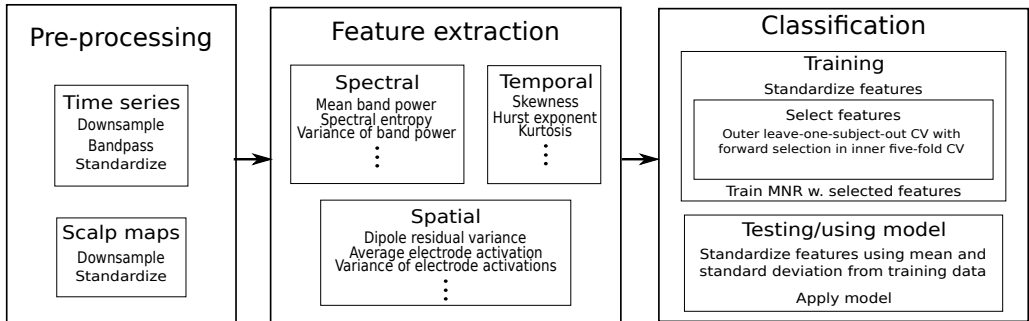 Pre-processing
Time series
Downsample
Bandpass
Standardize
Scalp maps
Downsample
Standardize
Feature extraction
Spectral
Mean band power
Spectral entropy
Variance of band power
⋮
Temporal
Skewness
Hurst exponent
Kurtosis
⋮
Spatial
Dipole residual variance
Average electrode activation
Variance of electrode activations
⋮
Classification
Training
Standardize features
Select features
Outer leave-one-subject-out CV with
forward selection in inner five-fold CV
Train MNR w. selected features
Testing/using model
Standardize features using mean and
standard deviation from training data
Apply model